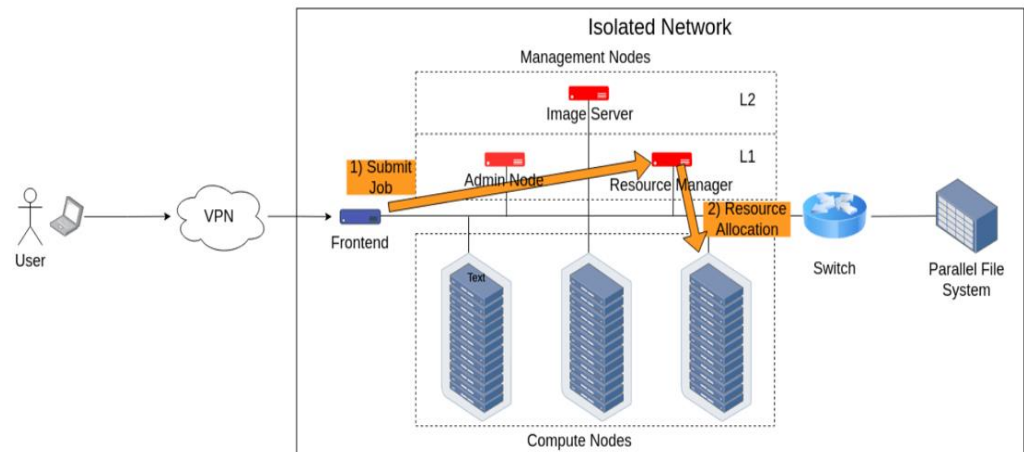 Isolated Network
Management Nodes
L2
Image Server
L1
1) Submit
Job
Admin Node
Resource Manager
VPN
2) Resource
Allocation
Frontend
User
Switch
Parallel File
System
Text
Compute Nodes